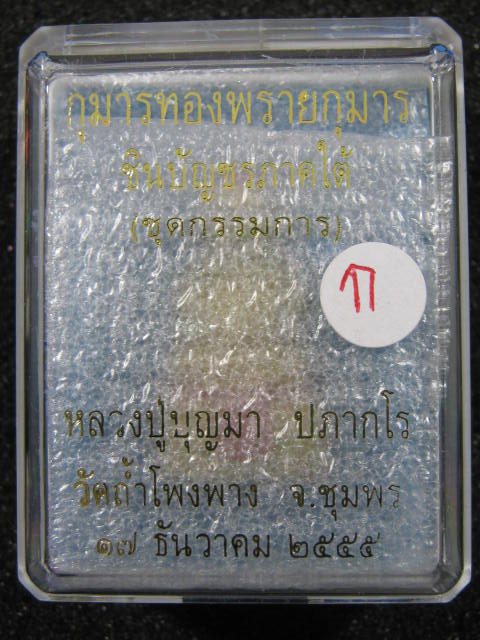 กุมารทองพรายกุมาร
ชินบัญชรภาคใต้
(ชุดกรรมการ)
ก
หลวงปู่บุญมา ปภากโร
วัดถ้ำโพงพาง จ.ชุมพร
๑๗ ธันวาคม ๒๕๕๕